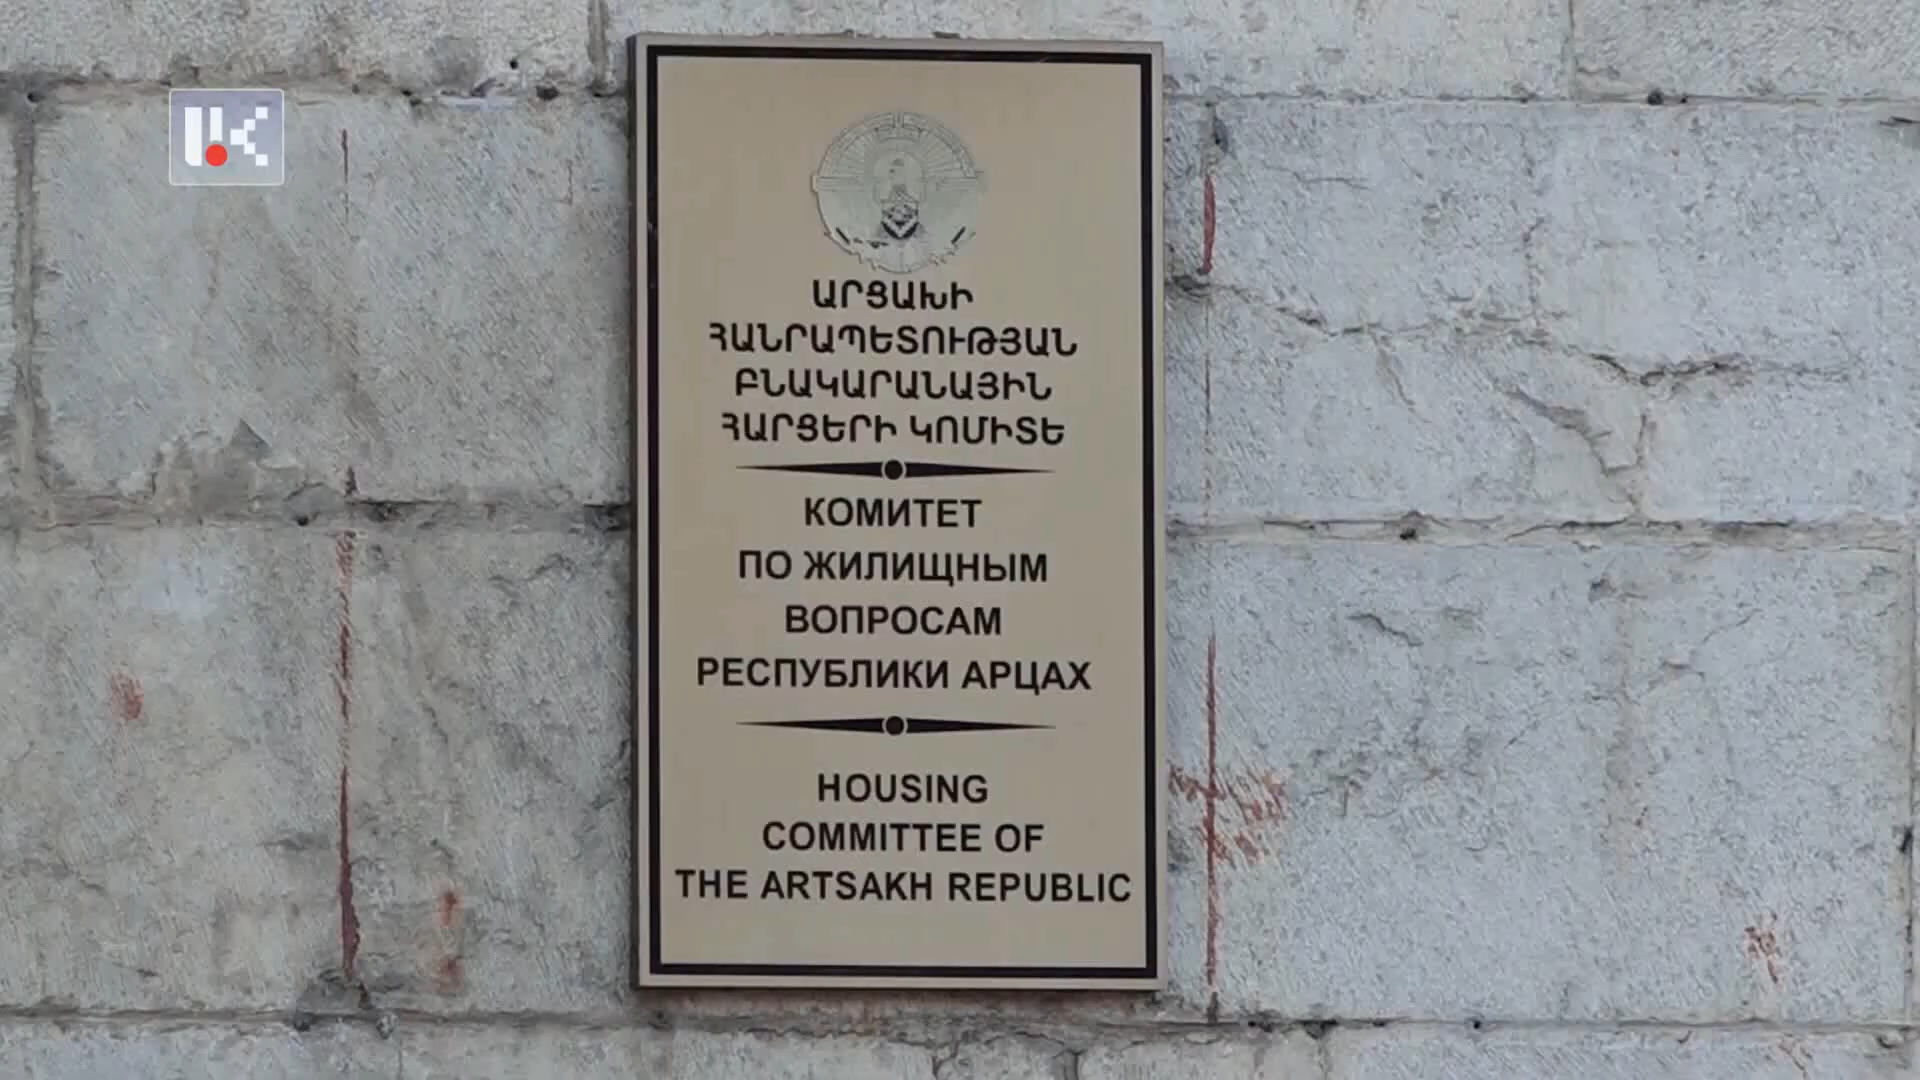 ԱՐՑԱԽԻ
ՀԱՆՐԱՊԵՏՈՒԹՅԱՆ
ԲՆԱԿԱՐԱՆԱՅԻՆ
ՀԱՐՑԵՐԻ ԿՈՄԻՏԵ
КОМИТЕТ
ПО ЖИЛИЩНЫМ
ВОПРОСАМ
РЕСПУБЛИКИ АРЦАХ
HOUSING
COMMITTEE OF
THE ARTSAKH REPUBLIC